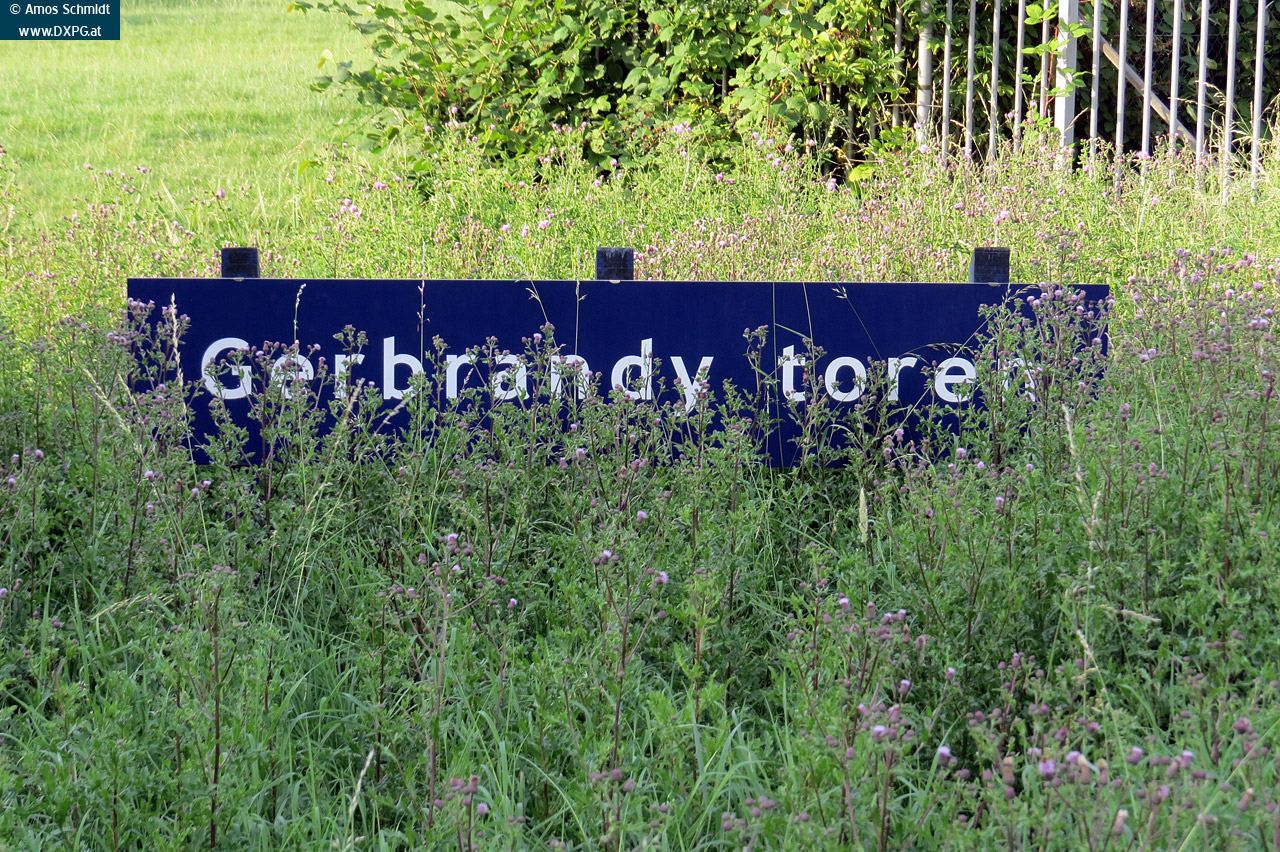 © Amos Schmidt
www.DXPG.at
Gerbrandy toren